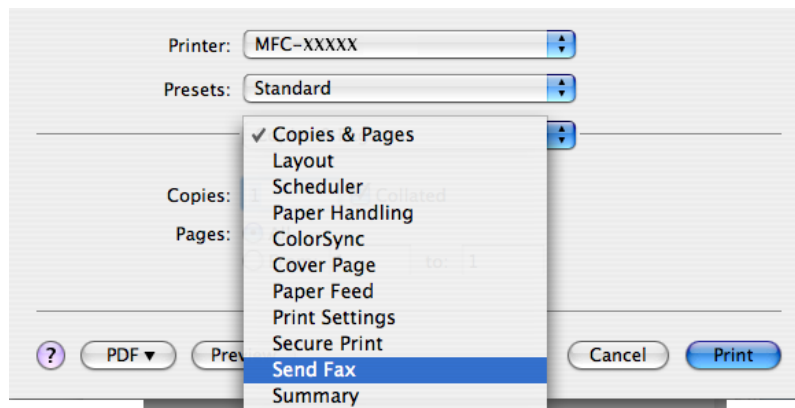 Printer: MFC-XXXXX
Presets: Standard
✓ Copies & Pages
Layout
Scheduler
Copies: 1 Collated
Paper Handling
Pages:
ColorSync
Cover Page to: 1
Paper Feed
Print Settings
Secure Print
? PDF▼ Cancel Print
Send Fax
Summary